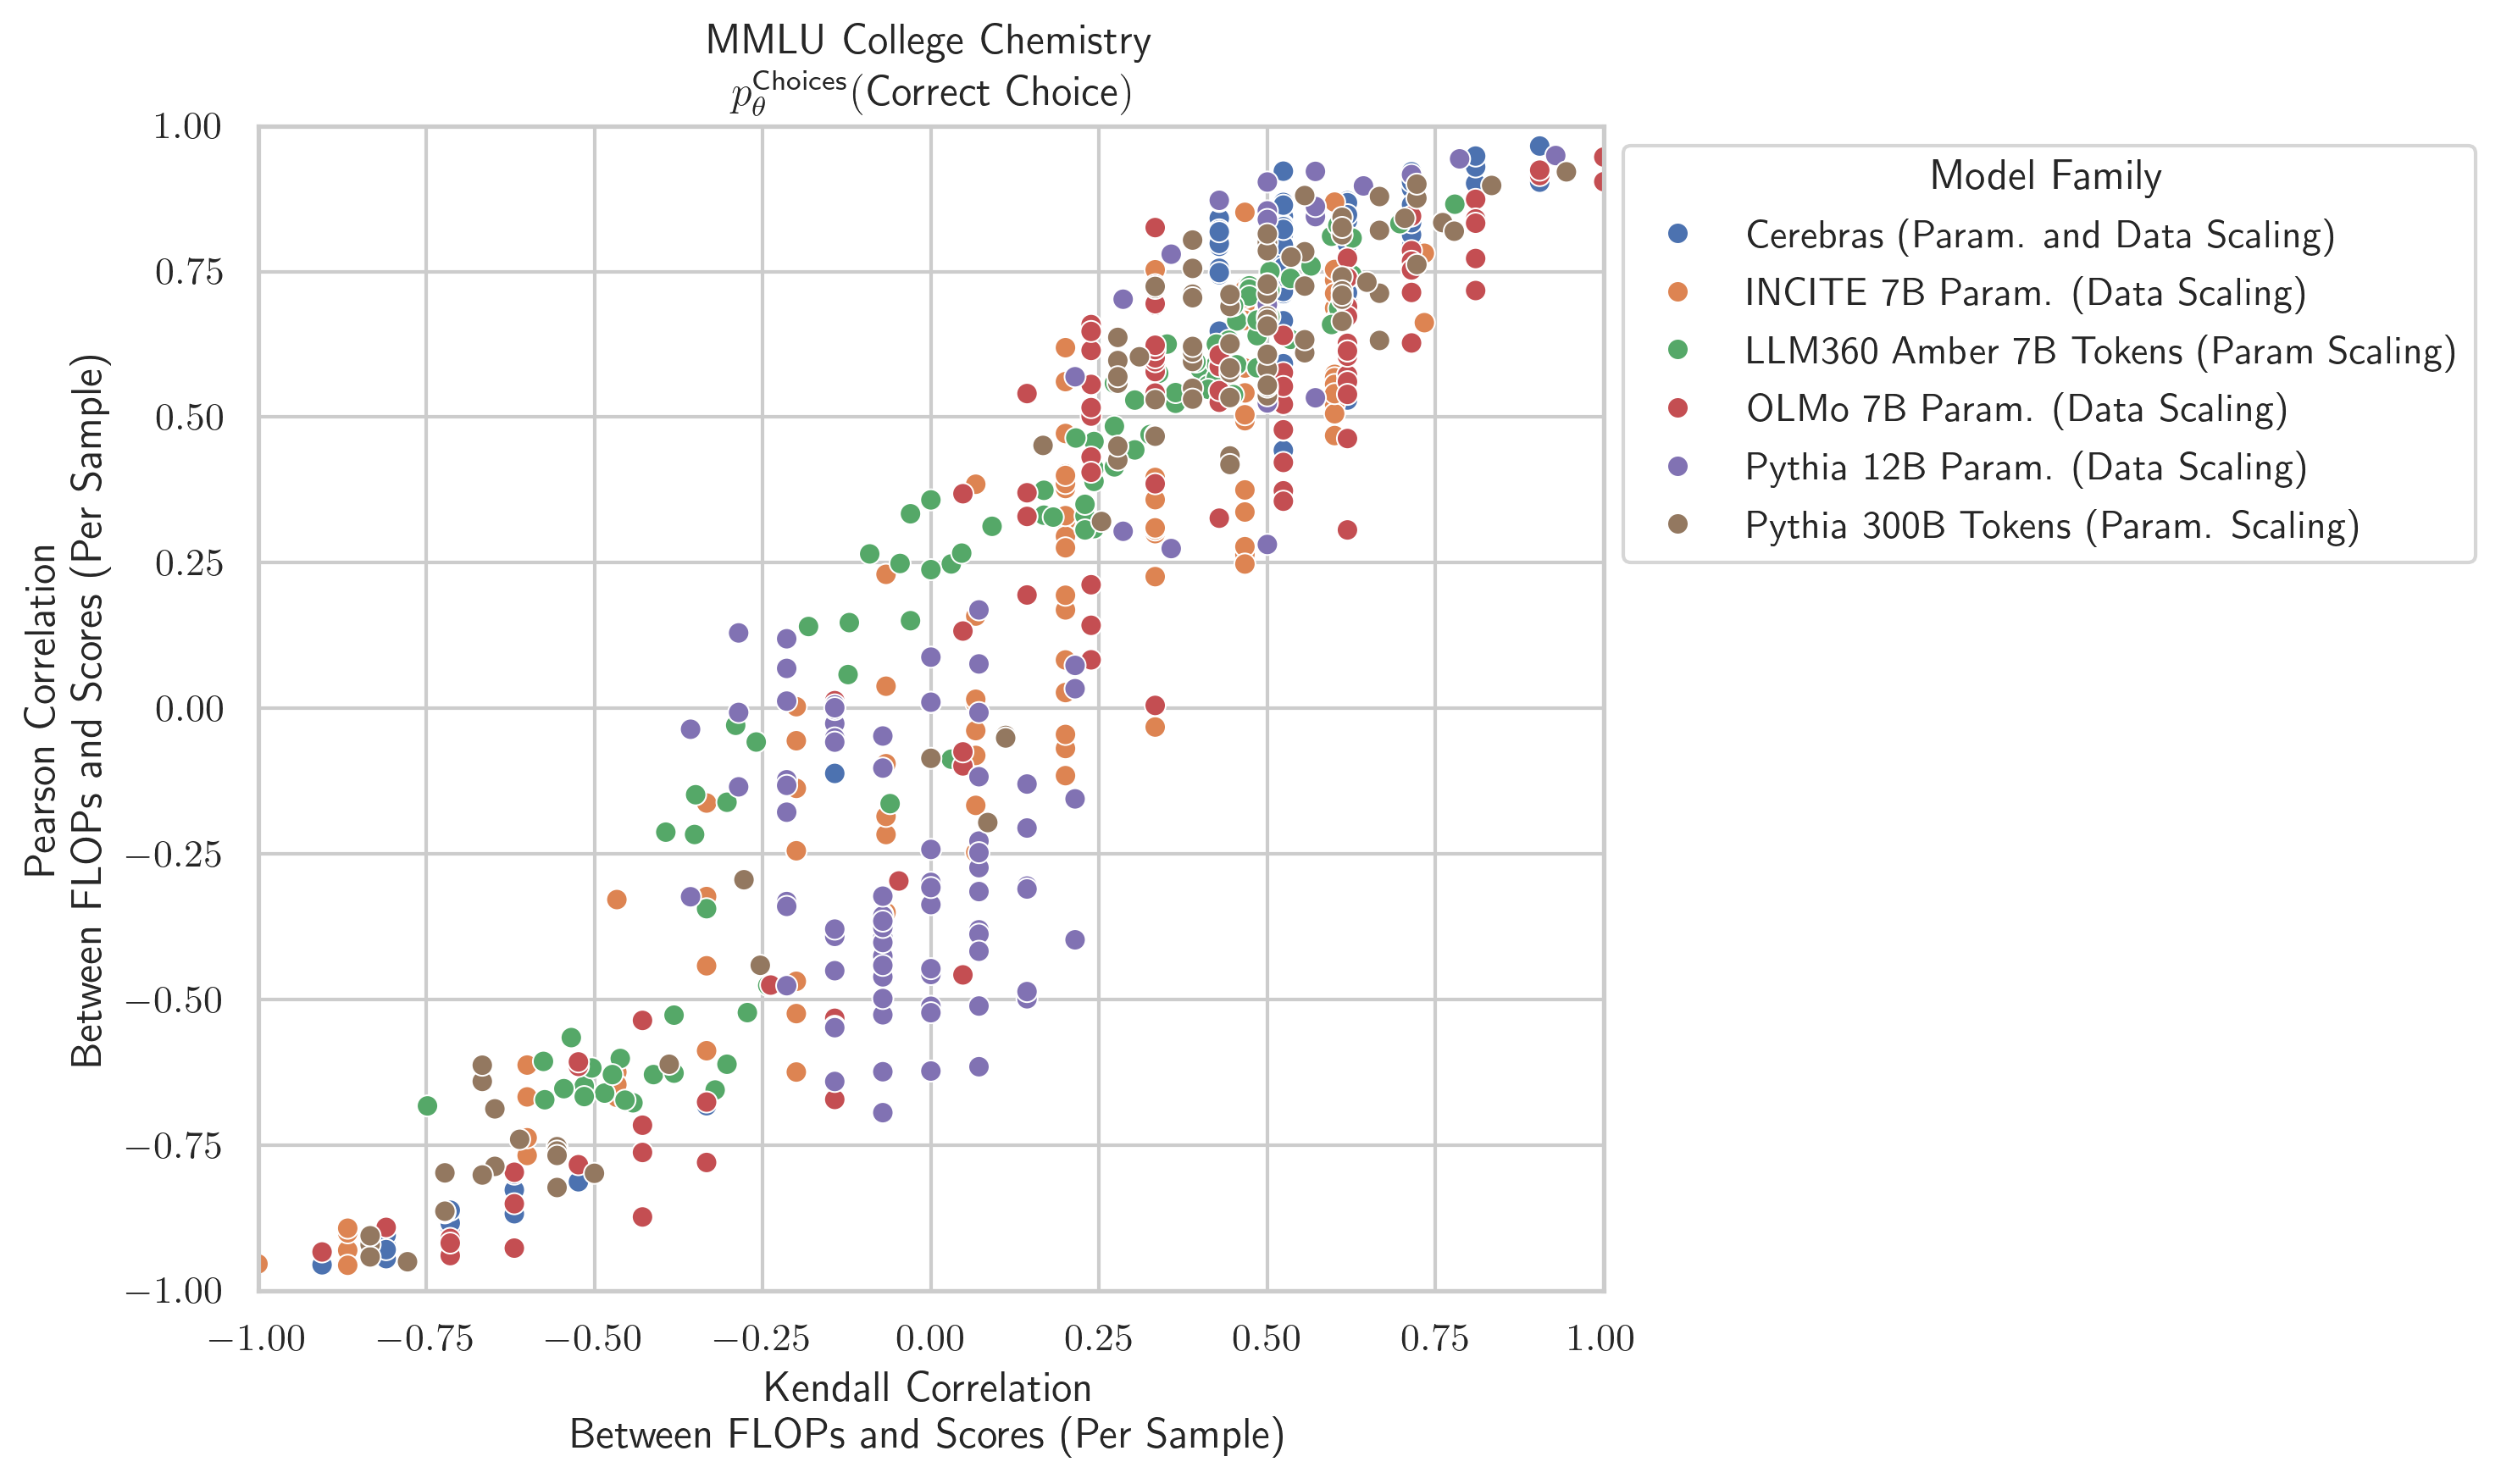 MMLU College Chemistry
p_θ^Choices(Correct Choice)
1.00
0.75
0.50
0.25
0.00
−0.25
−0.50
−0.75
−1.00
Pearson Correlation
Between FLOPs and Scores (Per Sample)
−1.00 −0.75 −0.50 −0.25 0.00 0.25 0.50 0.75 1.00
Kendall Correlation
Between FLOPs and Scores (Per Sample)
Model Family
Cerebras (Param. and Data Scaling)
INCITE 7B Param. (Data Scaling)
LLM360 Amber 7B Tokens (Param Scaling)
OLMo 7B Param. (Data Scaling)
Pythia 12B Param. (Data Scaling)
Pythia 300B Tokens (Param. Scaling)